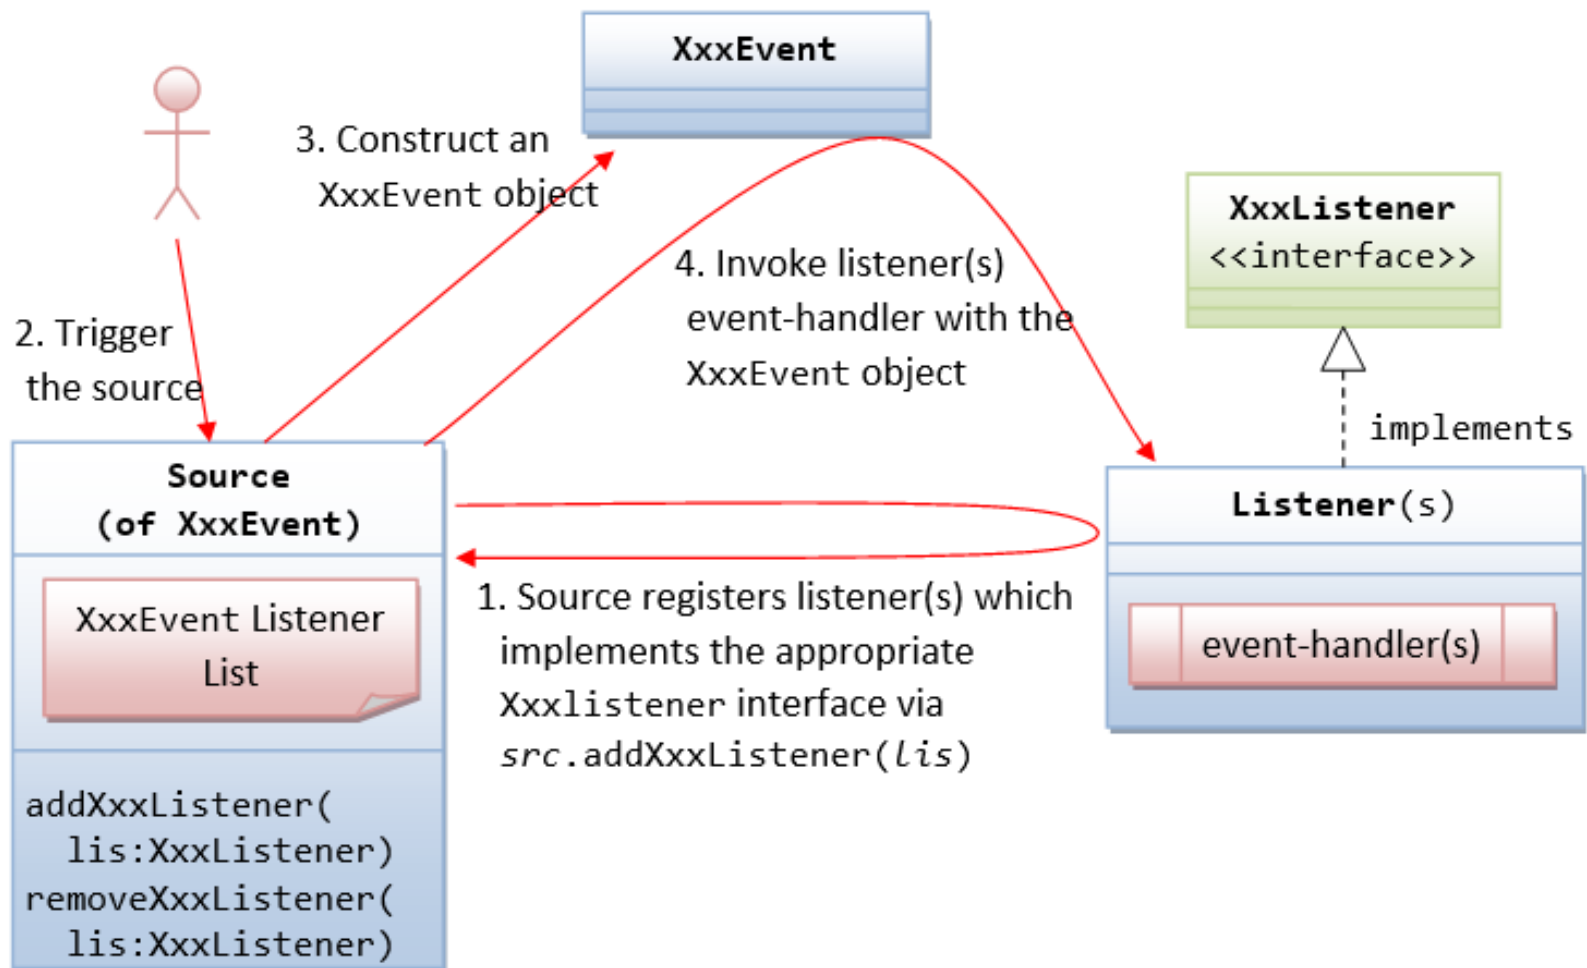 XxxEvent
3. Construct an
XxxEvent object
XxxListener
<<interface>>
4. Invoke listener(s)
event-handler with the
XxxEvent object
2. Trigger
the source
implements
Source
(of XxxEvent)
Listener(s)
1. Source registers listener(s) which
implements the appropriate
Xxxlistener interface via
src.addXxxListener(lis)
XxxEvent Listener
List
event-handler(s)
addXxxListener(
lis:XxxListener)
removeXxxListener(
lis:XxxListener)